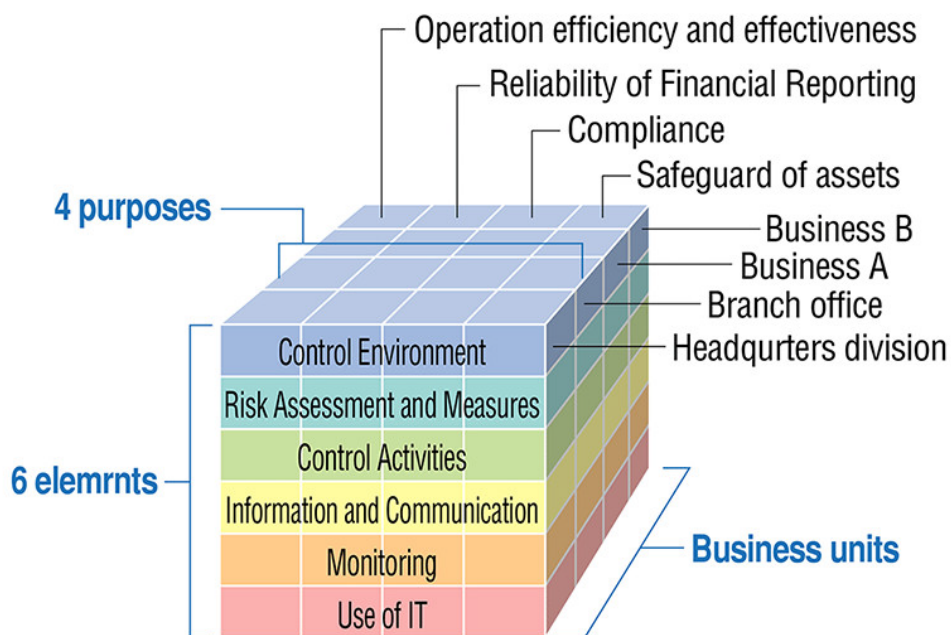 Operation efficiency and effectiveness
Reliability of Financial Reporting
Compliance
Safeguard of assets
4 purposes
Business B
Business A
Branch office
Headqurters division
Control Environment
Risk Assessment and Measures
Control Activities
6 elemrnts
Information and Communication
Monitoring
Business units
Use of IT